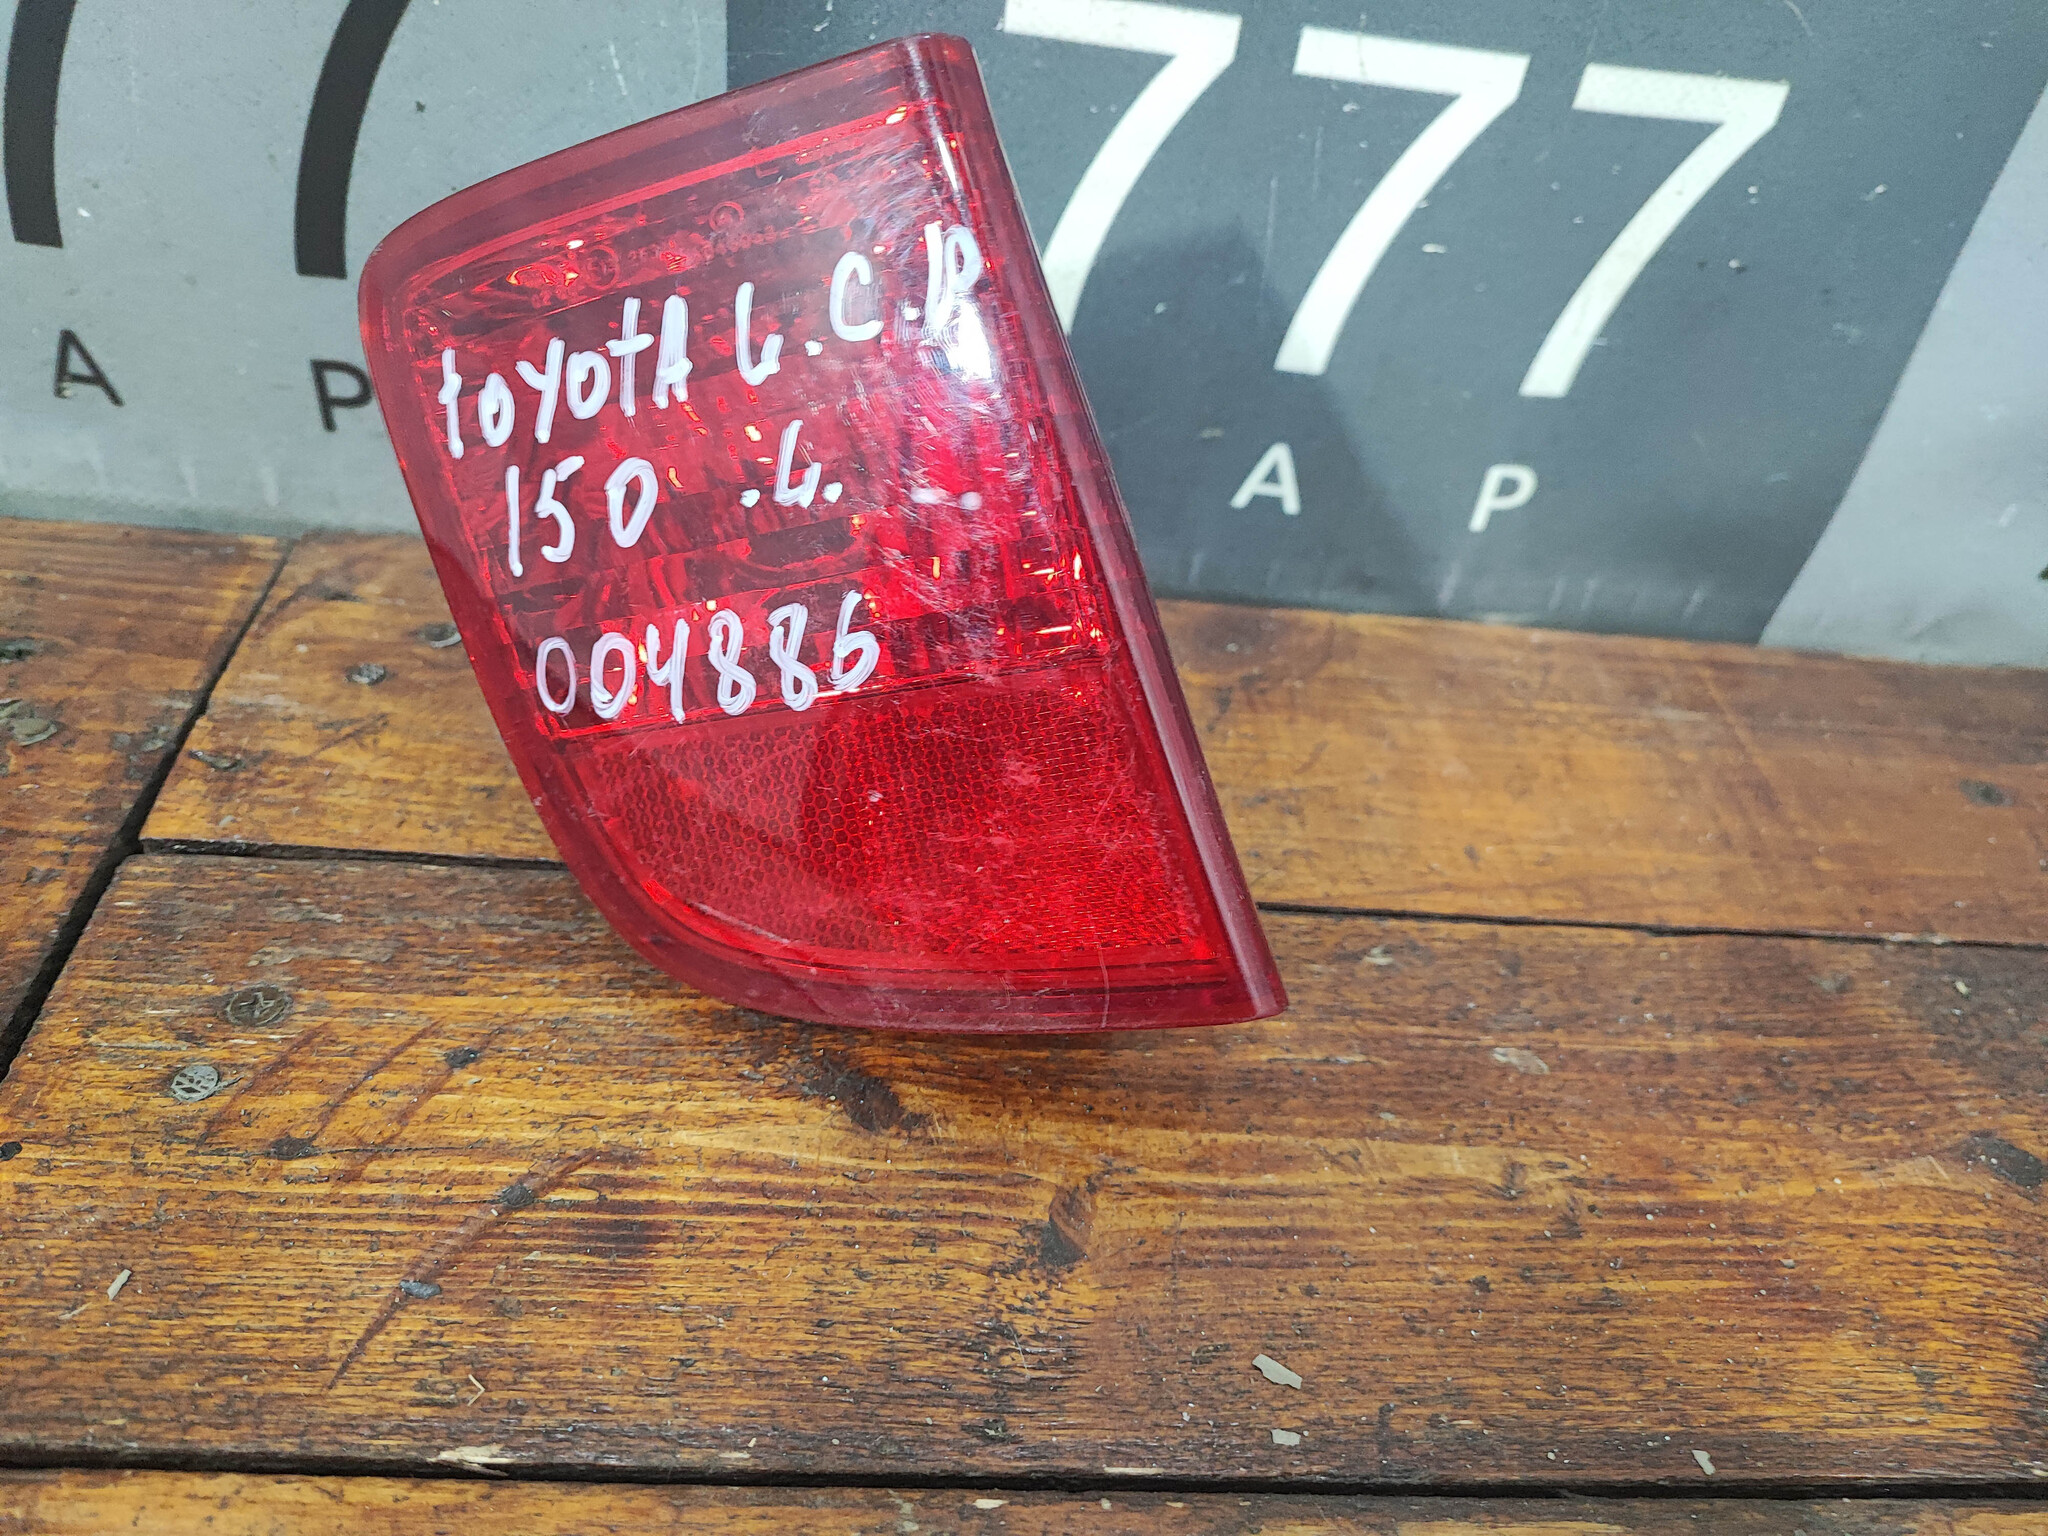 777
A P
A P
TOYOTA L.C.P
150 .L.
004886